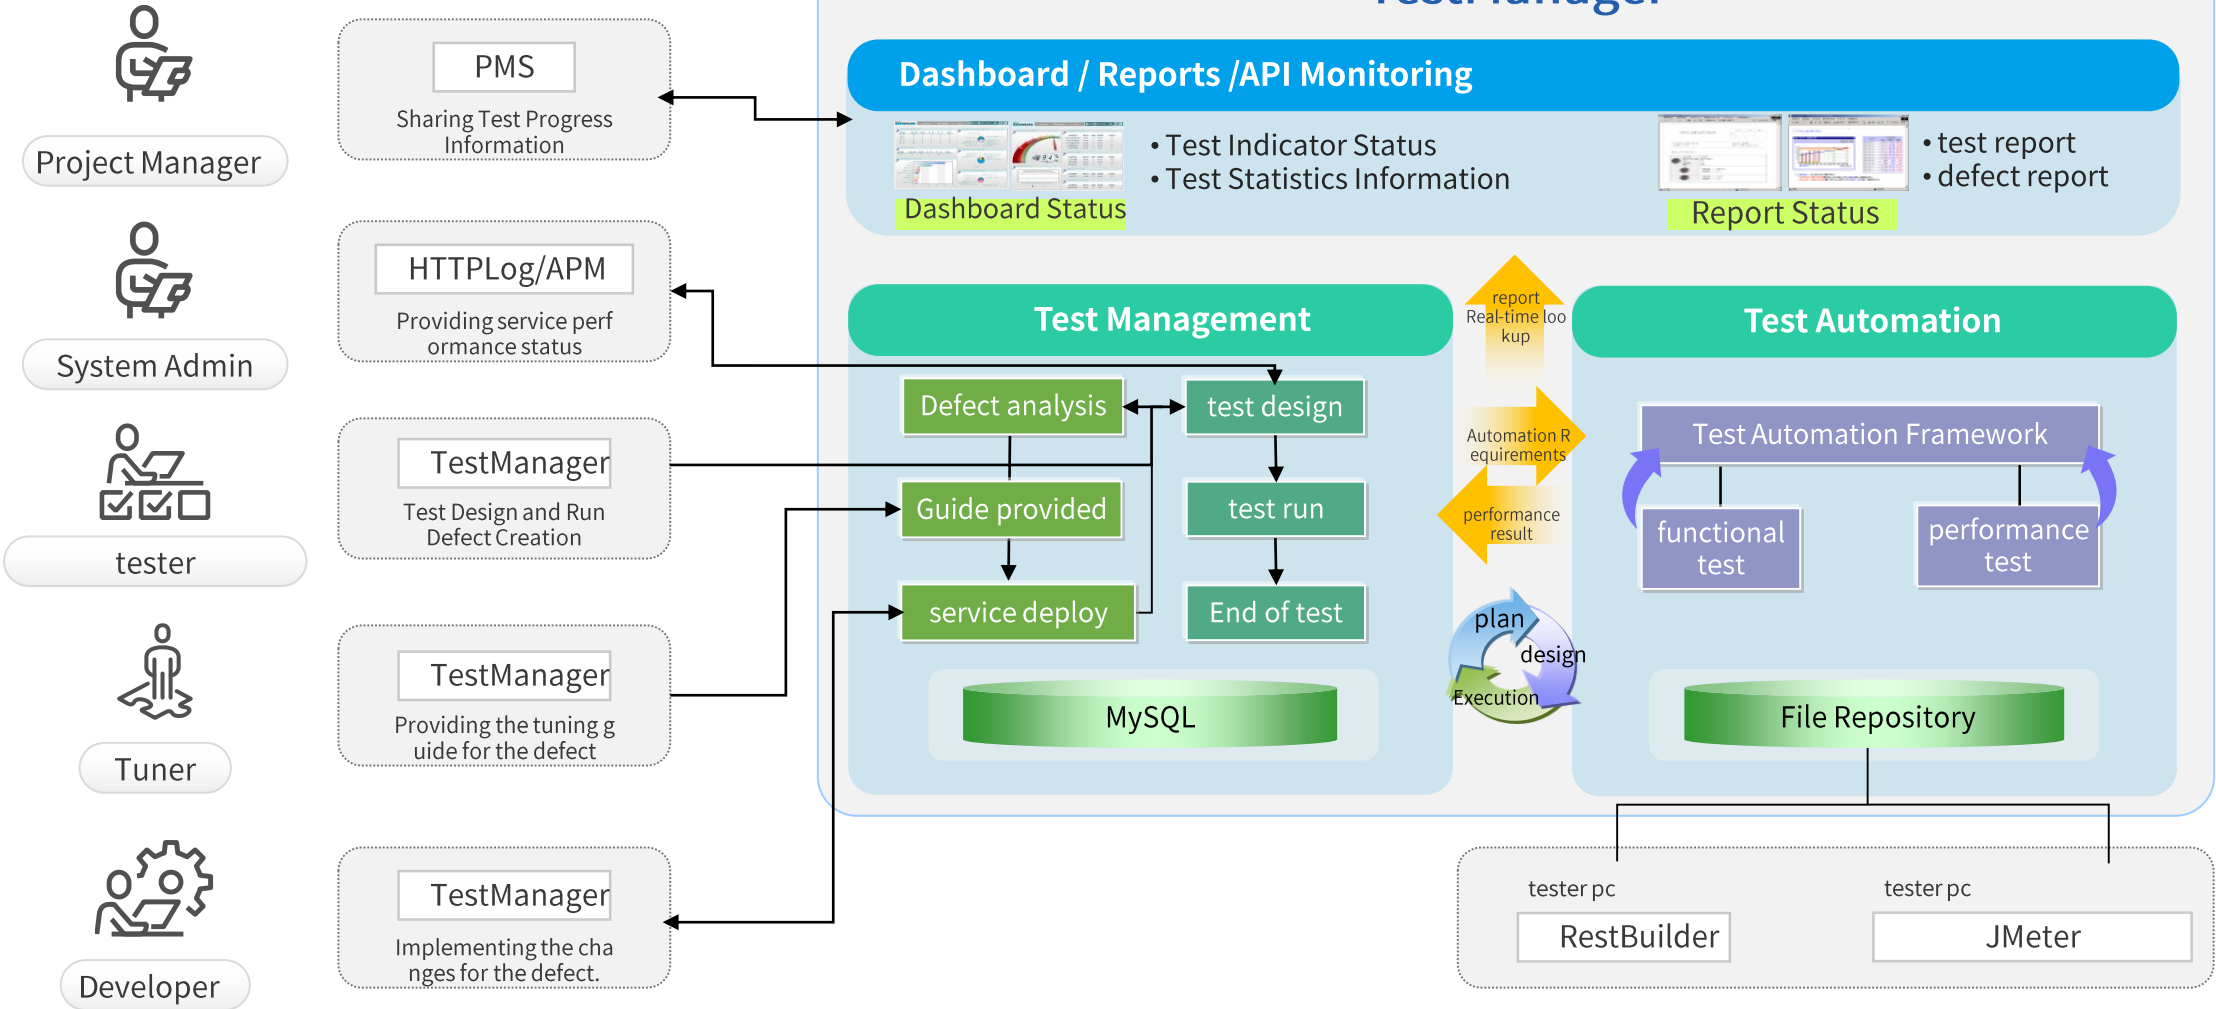 TestManager
Dashboard / Reports /API Monitoring
• Test Indicator Status
• Test Statistics Information
Dashboard Status
• test report
• defect report
Report Status
Project Manager
PMS
Sharing Test Progress
Information
System Admin
HTTPLog/APM
Providing service perf
ormance status
tester
TestManager
Test Design and Run
Defect Creation
Tuner
TestManager
Providing the tuning g
uide for the defect
Developer
TestManager
Implementing the cha
nges for the defect.
Test Management
Defect analysis
test design
Guide provided
test run
service deploy
End of test
MySQL
report
Real-time loo
kup
Automation R
equirements
performance
result
plan
design
Execution
Test Automation
Test Automation Framework
functional
test
performance
test
File Repository
tester pc
RestBuilder
tester pc
JMeter